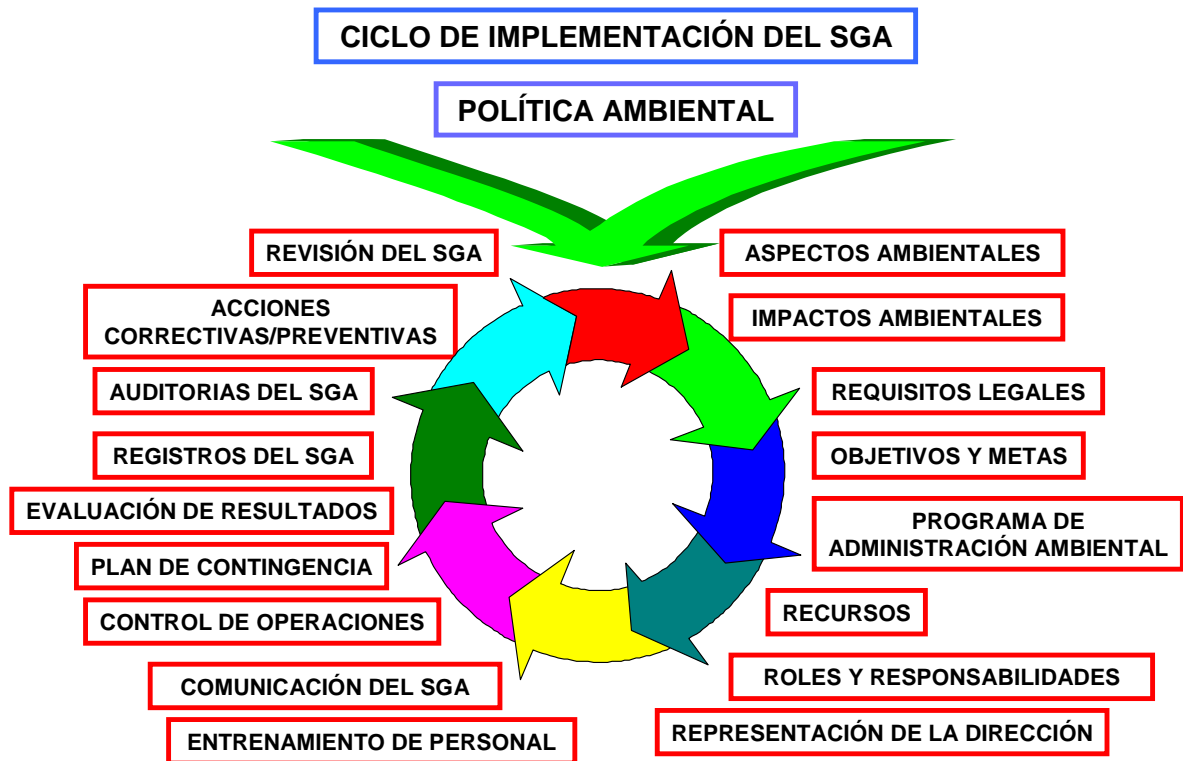 CICLO DE IMPLEMENTACIÓN DEL SGA
POLÍTICA AMBIENTAL
ASPECTOS AMBIENTALES
IMPACTOS AMBIENTALES
REQUISITOS LEGALES
OBJETIVOS Y METAS
PROGRAMA DE
ADMINISTRACIÓN AMBIENTAL
RECURSOS
ROLES Y RESPONSABILIDADES
REPRESENTACIÓN DE LA DIRECCIÓN
ENTRENAMIENTO DE PERSONAL
COMUNICACIÓN DEL SGA
CONTROL DE OPERACIONES
PLAN DE CONTINGENCIA
EVALUACIÓN DE RESULTADOS
REGISTROS DEL SGA
AUDITORIAS DEL SGA
ACCIONES
CORRECTIVAS/PREVENTIVAS
REVISIÓN DEL SGA